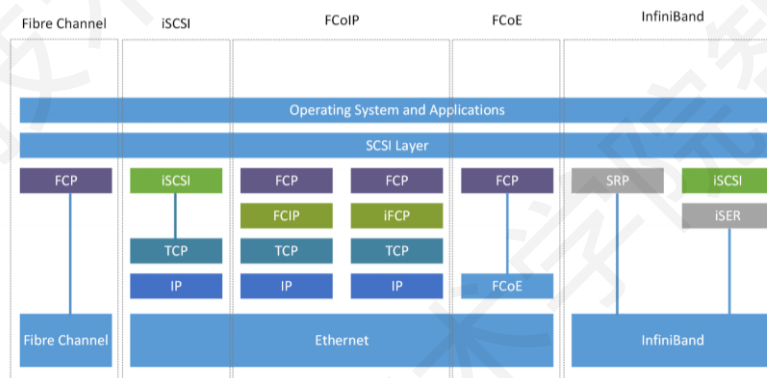 Fibre Channel iSCSI FCoIP FCoE InfiniBand
Operating System and Applications
SCSI Layer
FCP iSCSI FCP FCP FCP SRP iSCSI
FCIP iFCP iSER
TCP TCP TCP
IP IP IP FCoE
Fibre Channel Ethernet InfiniBand